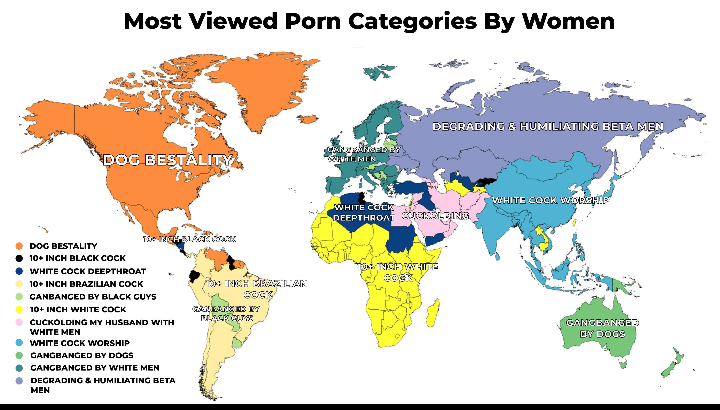 Most Viewed Porn Categories By Women
DEGRADING & HUMILIATING BETA MEN
GANGBANGED BY
WHITE MEN
DOG BESTALITY
WHITE COCK WORSHIP
WHITE COCK
DEEPTHROAT
CUCKOLDING
10+ INCH BLACK COCK
10+ INCH WHITE
COCK
10+ INCH BRAZILIAN
COCK
GANBANGED BY
BLACK GUYS
GANGBANGED
BY DOGS
DOG BESTALITY
10+ INCH BLACK COCK
WHITE COCK DEEPTHROAT
10+ INCH BRAZILIAN COCK
GANBANGED BY BLACK GUYS
10+ INCH WHITE COCK
CUCKOLDING MY HUSBAND WITH
WHITE MEN
WHITE COCK WORSHIP
GANGBANGED BY DOGS
GANGBANGED BY WHITE MEN
DEGRADING & HUMILIATING BETA
MEN